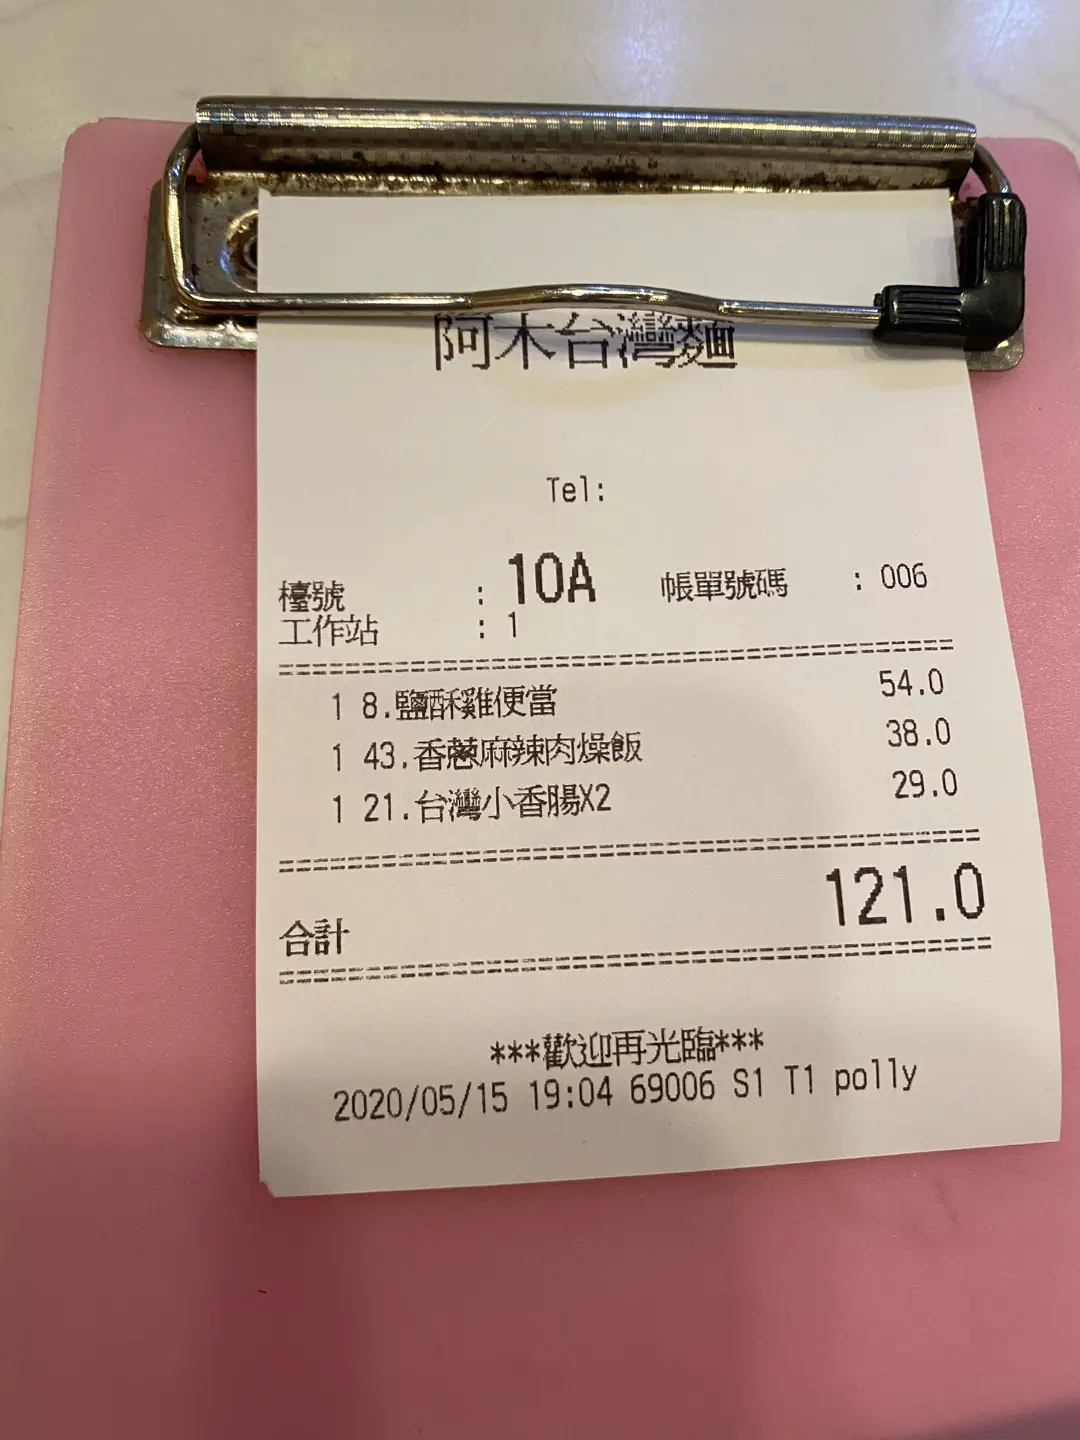 阿木台灣麵
Tel:
檯號 : 10A 帳單號碼 : 006
工作站 : 1
1 8.鹽酥雞便當 54.0
1 43.香蔥麻辣肉燥飯 38.0
1 21.台灣小香腸X2 29.0
合計 121.0
***歡迎再光臨***
2020/05/15 19:04 69006 S1 T1 polly